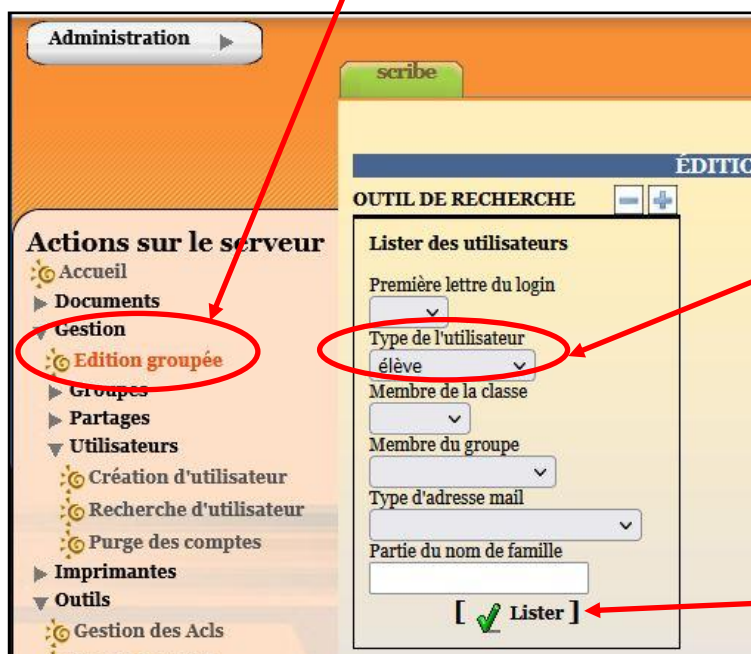 Administration
scribe
ÉDITIO
OUTIL DE RECHERCHE
Actions sur le serveur
Accueil
Documents
Gestion
Edition groupée
Groupes
Partages
Utilisateurs
Création d'utilisateur
Recherche d'utilisateur
Purge des comptes
Imprimantes
Outils
Gestion des Acls
Lister des utilisateurs
Première lettre du login
Type de l'utilisateur
élève
Membre de la classe
Membre du groupe
Type d'adresse mail
Partie du nom de famille
[ Lister ]